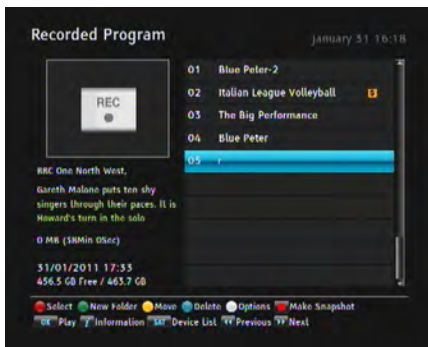 Recorded Program
january 31 16:18
REC
01 Blue Peter-2
02 Italian League Volleyball
03 The Big Performance
04 Blue Peter
05 r
BBC One North West,
Gareth Malone puts ten shy
singers through their paces. It is
Howard's turn in the solo
0 MB (58Min 0Sec)
31/01/2011 17:33
456.5 GB Free / 463.7 GB
Select New Folder Move Delete Options Make Snapshot
OK Play i Information SAT Device List Previous Next